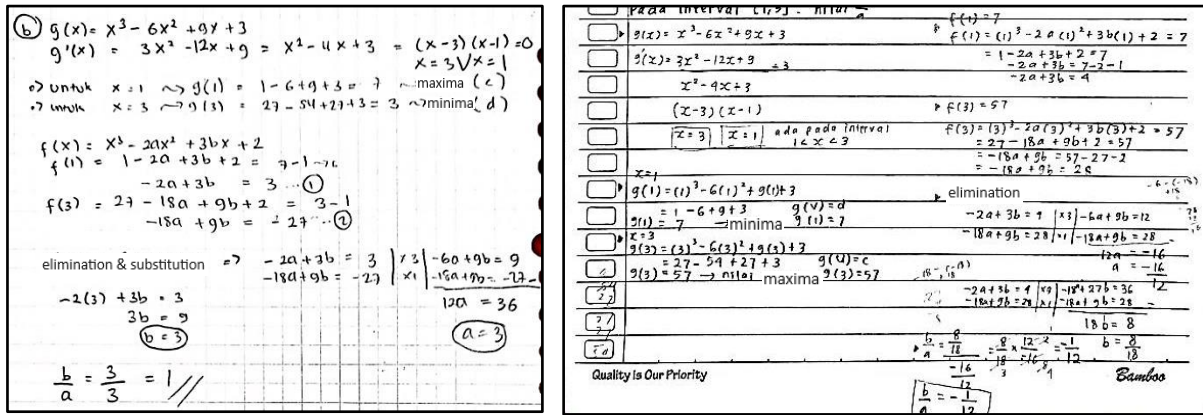 (b) g(x) = x³ - 6x² + 9x + 3
g'(x) = 3x² - 12x + 9 = x² - 4x + 3 = (x-3)(x-1) = 0
x = 3 V x = 1
=> untuk x = 1 ~> g(1) = 1 - 6 + 9 + 3 = 7 ~> maxima (c)
=> untuk x = 3 ~> g(3) = 27 - 54 + 27 + 3 = 3 ~> minima (d)
f(x) = x³ - 2ax² + 3bx + 2
f(1) = 1 - 2a + 3b + 2 = 7 - 1
-2a + 3b = 3 ... ①
f(3) = 27 - 18a + 9b + 2 = 3 - 1
-18a + 9b = -27 ... ②
elimination & substitution => -2a + 3b = 3 | x3 | -6a + 9b = 9
-18a + 9b = -27 | x1 | -18a + 9b = -27 -
12a = 36
a = 3
-2(3) + 3b = 3
3b = 9
b = 3
b/a = 3/3 = 1 //
pada interval [1,3]. nilai
g(x) = x³ - 6x² + 9x + 3
g'(x) = 3x² - 12x + 9
: 3
x² - 4x + 3
(x-3)(x-1)
x = 3 x = 1 ada pada interval
1 < x < 3
x = 1
g(1) = (1)³ - 6(1)² + 9(1) + 3
= 1 - 6 + 9 + 3 g(v) = d
g(1) = 7 → minima g(1) = 7
x = 3
g(3) = (3)³ - 6(3)² + 9(3) + 3
= 27 - 54 + 27 + 3 g(u) = c
g(3) = 57 → nilai maxima g(3) = 57
f(1) = 7
f(1) = (1)³ - 2a(1)² + 3b(1) + 2 = 7
= 1 - 2a + 3b + 2 = 7
-2a + 3b = 7 - 2 - 1
-2a + 3b = 4
f(3) = 57
f(3) = (3)³ - 2a(3)² + 3b(3) + 2 = 57
= 27 - 18a + 9b + 2 = 57
= -18a + 9b = 57 - 27 - 2
= -18a + 9b = 28
elimination
-2a + 3b = 4 | x3 | -6a + 9b = 12
-18a + 9b = 28 | x1 | -18a + 9b = 28 -
12a = -16
a = -16/12
-2a + 3b = 4 | x9 | -18a + 27b = 36
-18a + 9b = 28 | x1 | -18a + 9b = 28 -
18b = 8
b = 8/18
b/a = 8/18 / -16/12 = 8/18 x 12/-16 = -1/12
b/a = -1/12
Quality is Our Priority
Bamboo